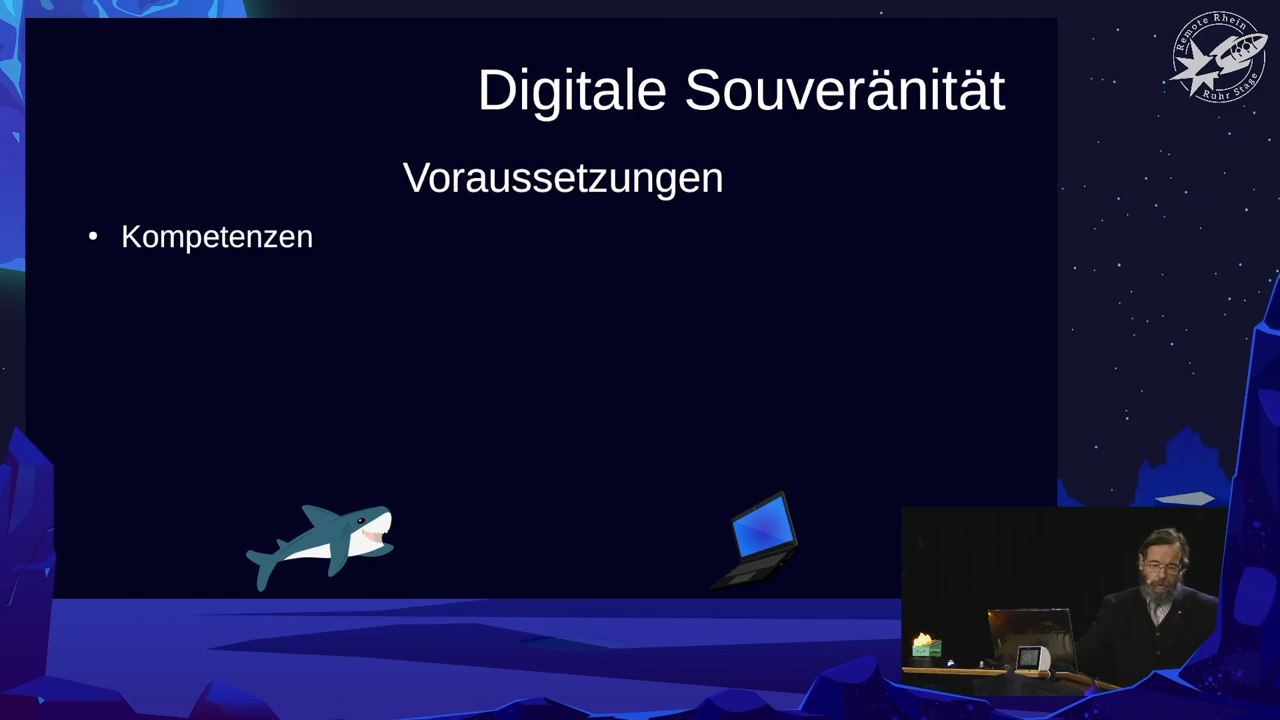 Digitale Souveränität
Voraussetzungen
• Kompetenzen
Remote Rhein
Ruhr Stage